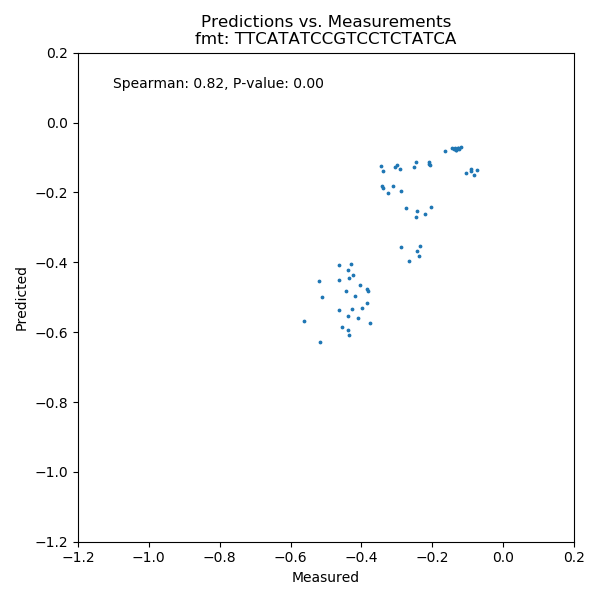 Predictions vs. Measurements
fmt: TTCATATCCGTCCTCTATCA
Spearman: 0.82, P-value: 0.00
Predicted
0.2
0.0
−0.2
−0.4
−0.6
−0.8
−1.0
−1.2
−1.2 −1.0 −0.8 −0.6 −0.4 −0.2 0.0 0.2
Measured